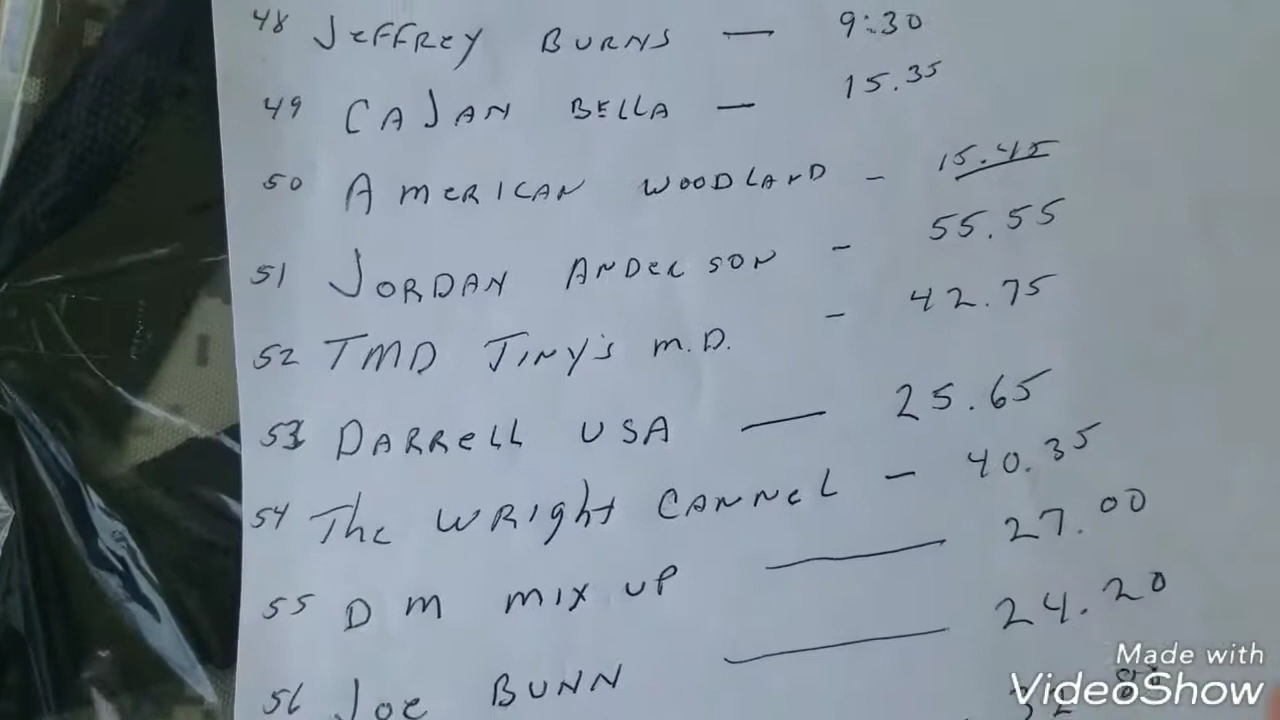 48 JEFFREY BURNS — 9:30
49 CAJAN BELLA — 15.35
50 AMERICAN WOODLAND - 15.45
51 JORDAN ANDERSON - 55.55
52 TMD TINY'S M.D. - 42.75
53 DARRELL USA — 25.65
54 The WRight CANNEL - 40.35
55 DM MIX UP — 27.00
56 JOE BUNN — 24.20
Made with
VideoShow